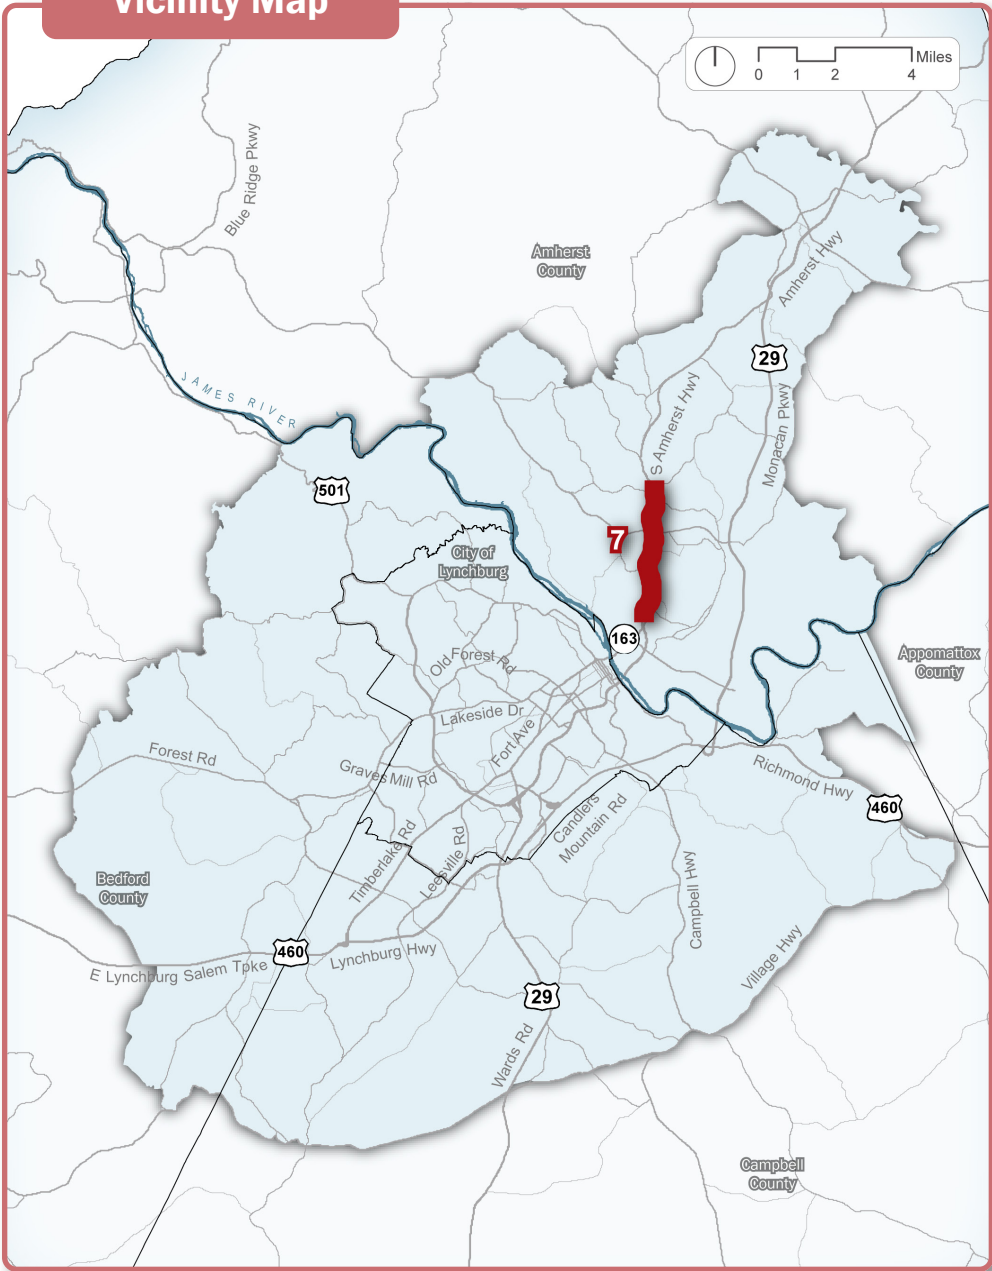 Vicinity Map
0 1 2 4 Miles
Blue Ridge Pkwy
Amherst
County
Amherst Hwy
29
JAMES RIVER
S Amherst Hwy
Monacan Pkwy
501
7
City of
Lynchburg
163
Old Forest Rd
Appomattox
County
Lakeside Dr
Fort Ave
Forest Rd
Graves Mill Rd
Richmond Hwy
460
Candlers
Mountain Rd
Timberlake Rd
Leesville Rd
Bedford
County
Campbell Hwy
460
Lynchburg Hwy
E Lynchburg Salem Tpke
Village Hwy
29
Wards Rd
Campbell
County